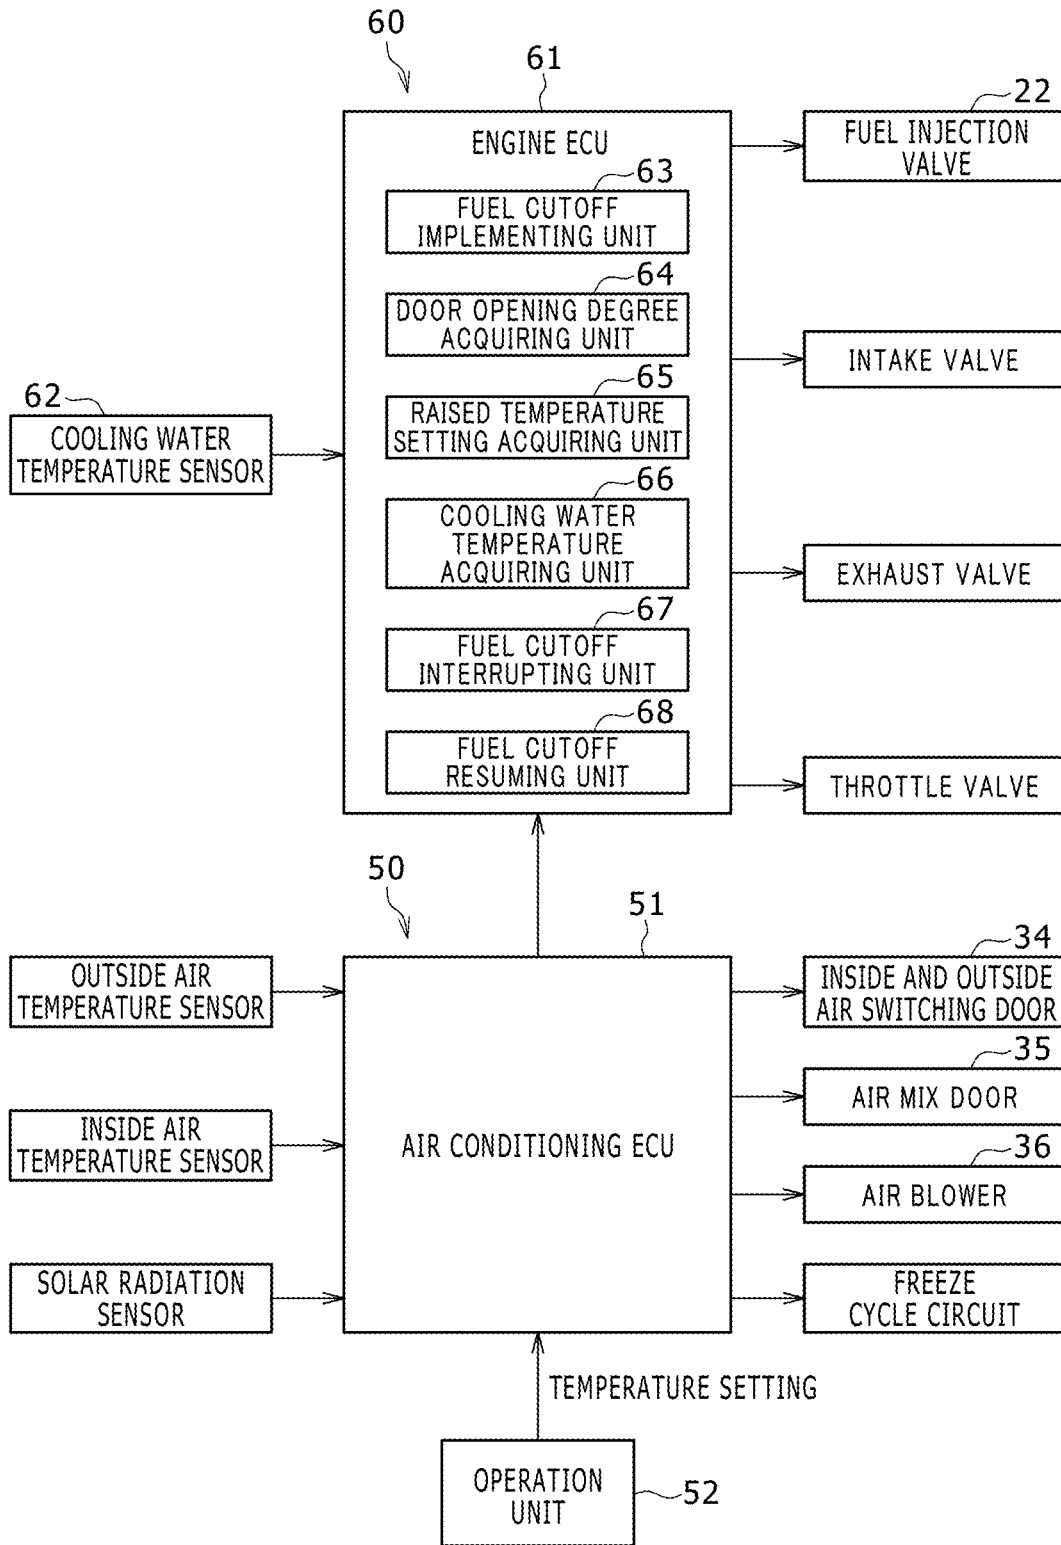 60
61
22
ENGINE ECU
FUEL INJECTION
VALVE
63
FUEL CUTOFF
IMPLEMENTING UNIT
64
DOOR OPENING DEGREE
ACQUIRING UNIT
INTAKE VALVE
65
RAISED TEMPERATURE
SETTING ACQUIRING UNIT
62
COOLING WATER
TEMPERATURE SENSOR
66
COOLING WATER
TEMPERATURE
ACQUIRING UNIT
EXHAUST VALVE
67
FUEL CUTOFF
INTERRUPTING UNIT
68
FUEL CUTOFF
RESUMING UNIT
THROTTLE VALVE
50
51
34
OUTSIDE AIR
TEMPERATURE SENSOR
INSIDE AND OUTSIDE
AIR SWITCHING DOOR
35
AIR MIX DOOR
INSIDE AIR
TEMPERATURE SENSOR
AIR CONDITIONING ECU
36
AIR BLOWER
SOLAR RADIATION
SENSOR
FREEZE
CYCLE CIRCUIT
TEMPERATURE SETTING
OPERATION
UNIT
52